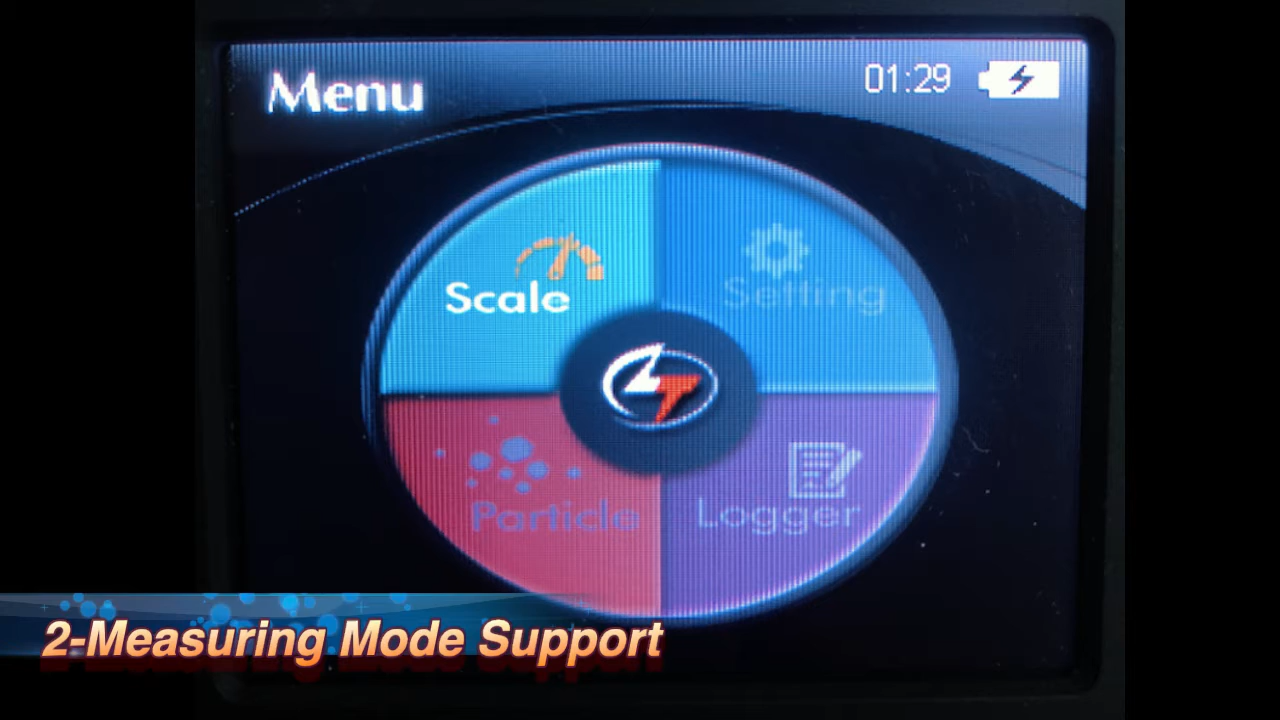 Menu
01:29
Scale
Setting
Particle
Logger
2-Measuring Mode Support